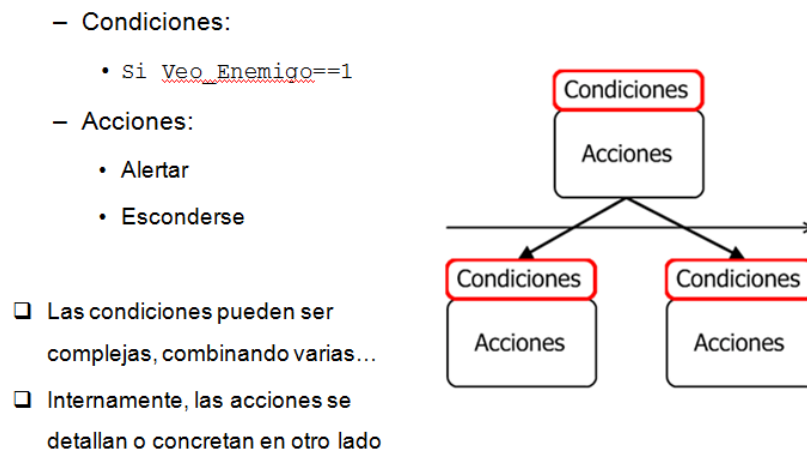 – Condiciones:
• Si Veo_Enemigo==1
– Acciones:
• Alertar
• Esconderse
❑ Las condiciones pueden ser
complejas, combinando varias…
❑ Internamente, las acciones se
detallan o concretan en otro lado
Condiciones
Acciones
Condiciones
Acciones
Condiciones
Acciones